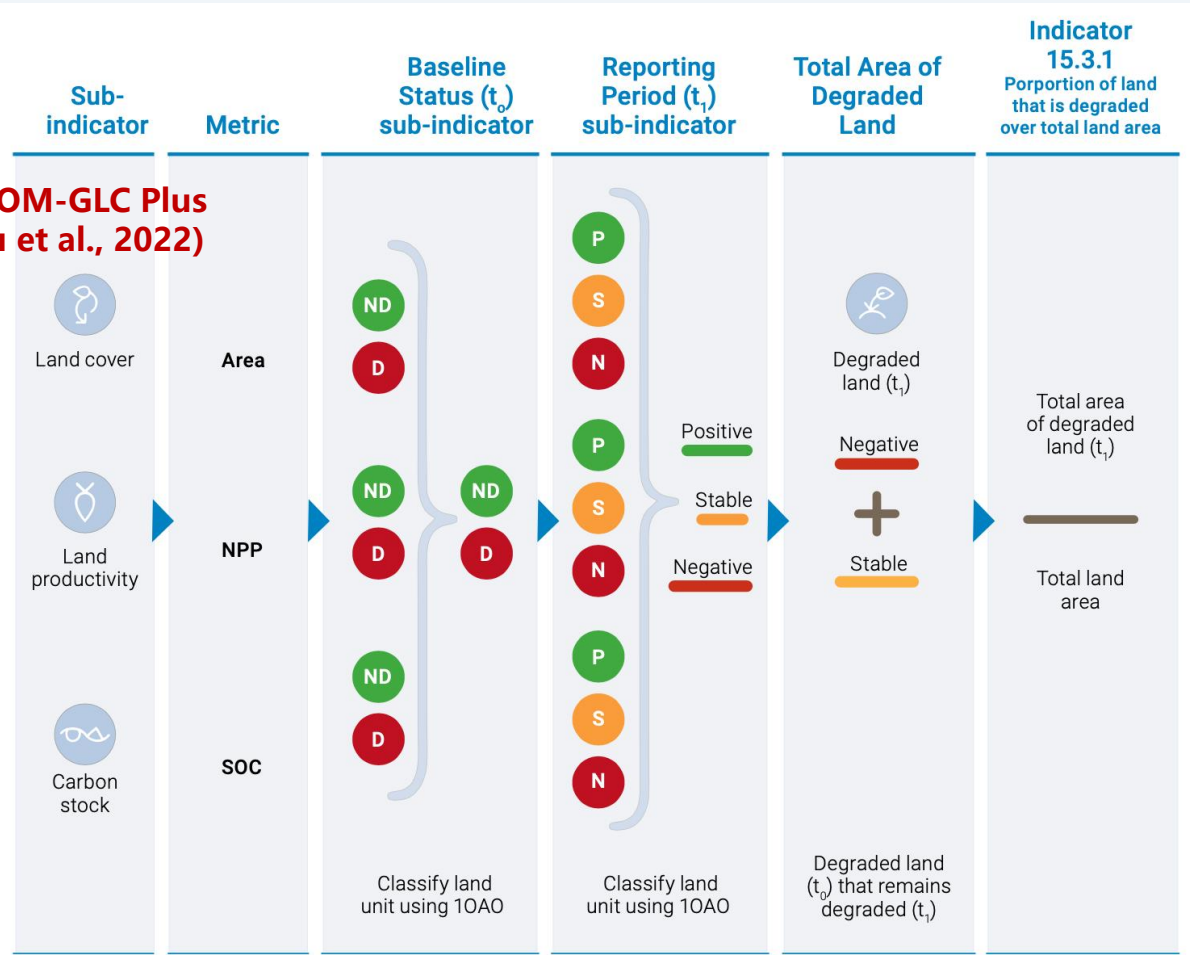 Sub-
indicator
Metric
Baseline
Status (t₀)
sub-indicator
Reporting
Period (t₁)
sub-indicator
Total Area of
Degraded
Land
Indicator
15.3.1
Porportion of land
that is degraded
over total land area
OM-GLC Plus
et al., 2022)
Land cover
Land
productivity
Carbon
stock
Area
NPP
SOC
ND
D
ND
D
ND
D
ND
D
Classify land
unit using 1OAO
P
S
N
P
S
N
P
S
N
Positive
Stable
Negative
Classify land
unit using 1OAO
Degraded
land (t₁)
Negative
+
Stable
Degraded land
(t₀) that remains
degraded (t₁)
Total area
of degraded
land (t₁)
Total land
area